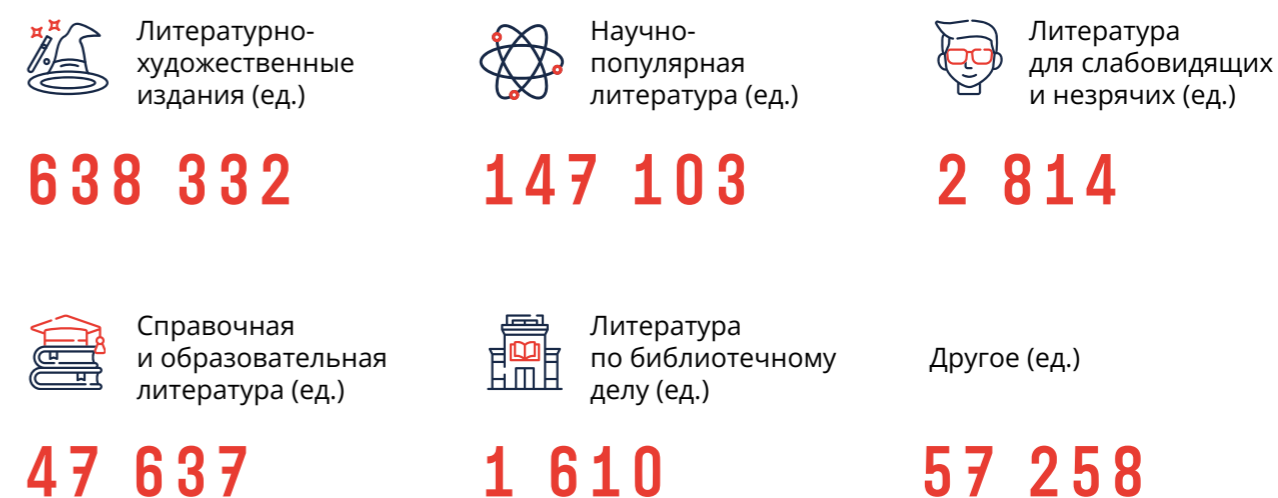 Литературно-
художественные
издания (ед.)
638 332
Научно-
популярная
литература (ед.)
147 103
Литература
для слабовидящих
и незрячих (ед.)
2 814
Справочная
и образовательная
литература (ед.)
47 637
Литература
по библиотечному
делу (ед.)
1 610
Другое (ед.)
57 258